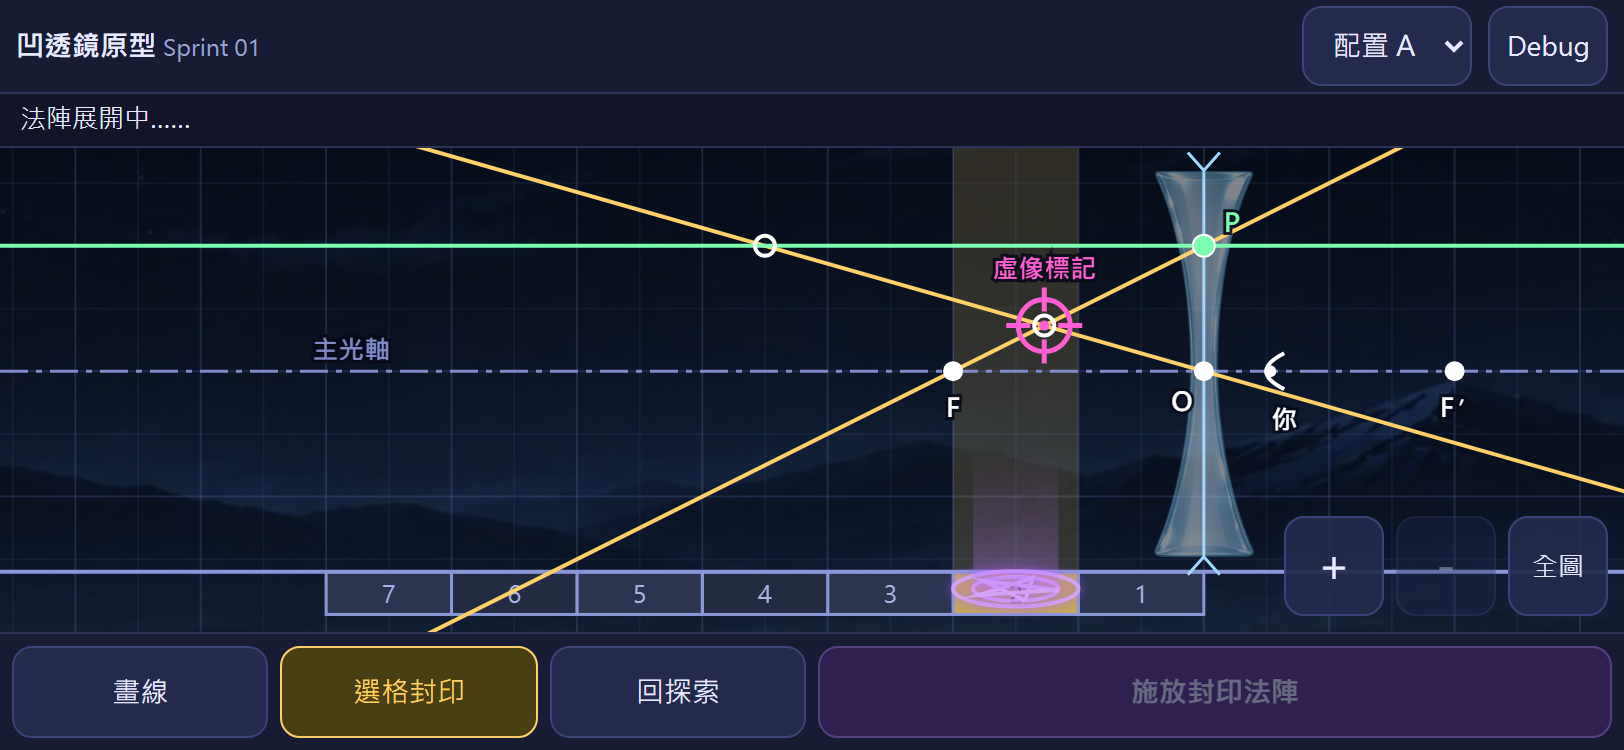 凹透鏡原型 Sprint 01
配置 A
Debug
法陣展開中......
P
虛像標記
主光軸
F
O
你
F′
7
6
5
4
3
1
+
-
全圖
畫線
選格封印
回探索
施放封印法陣